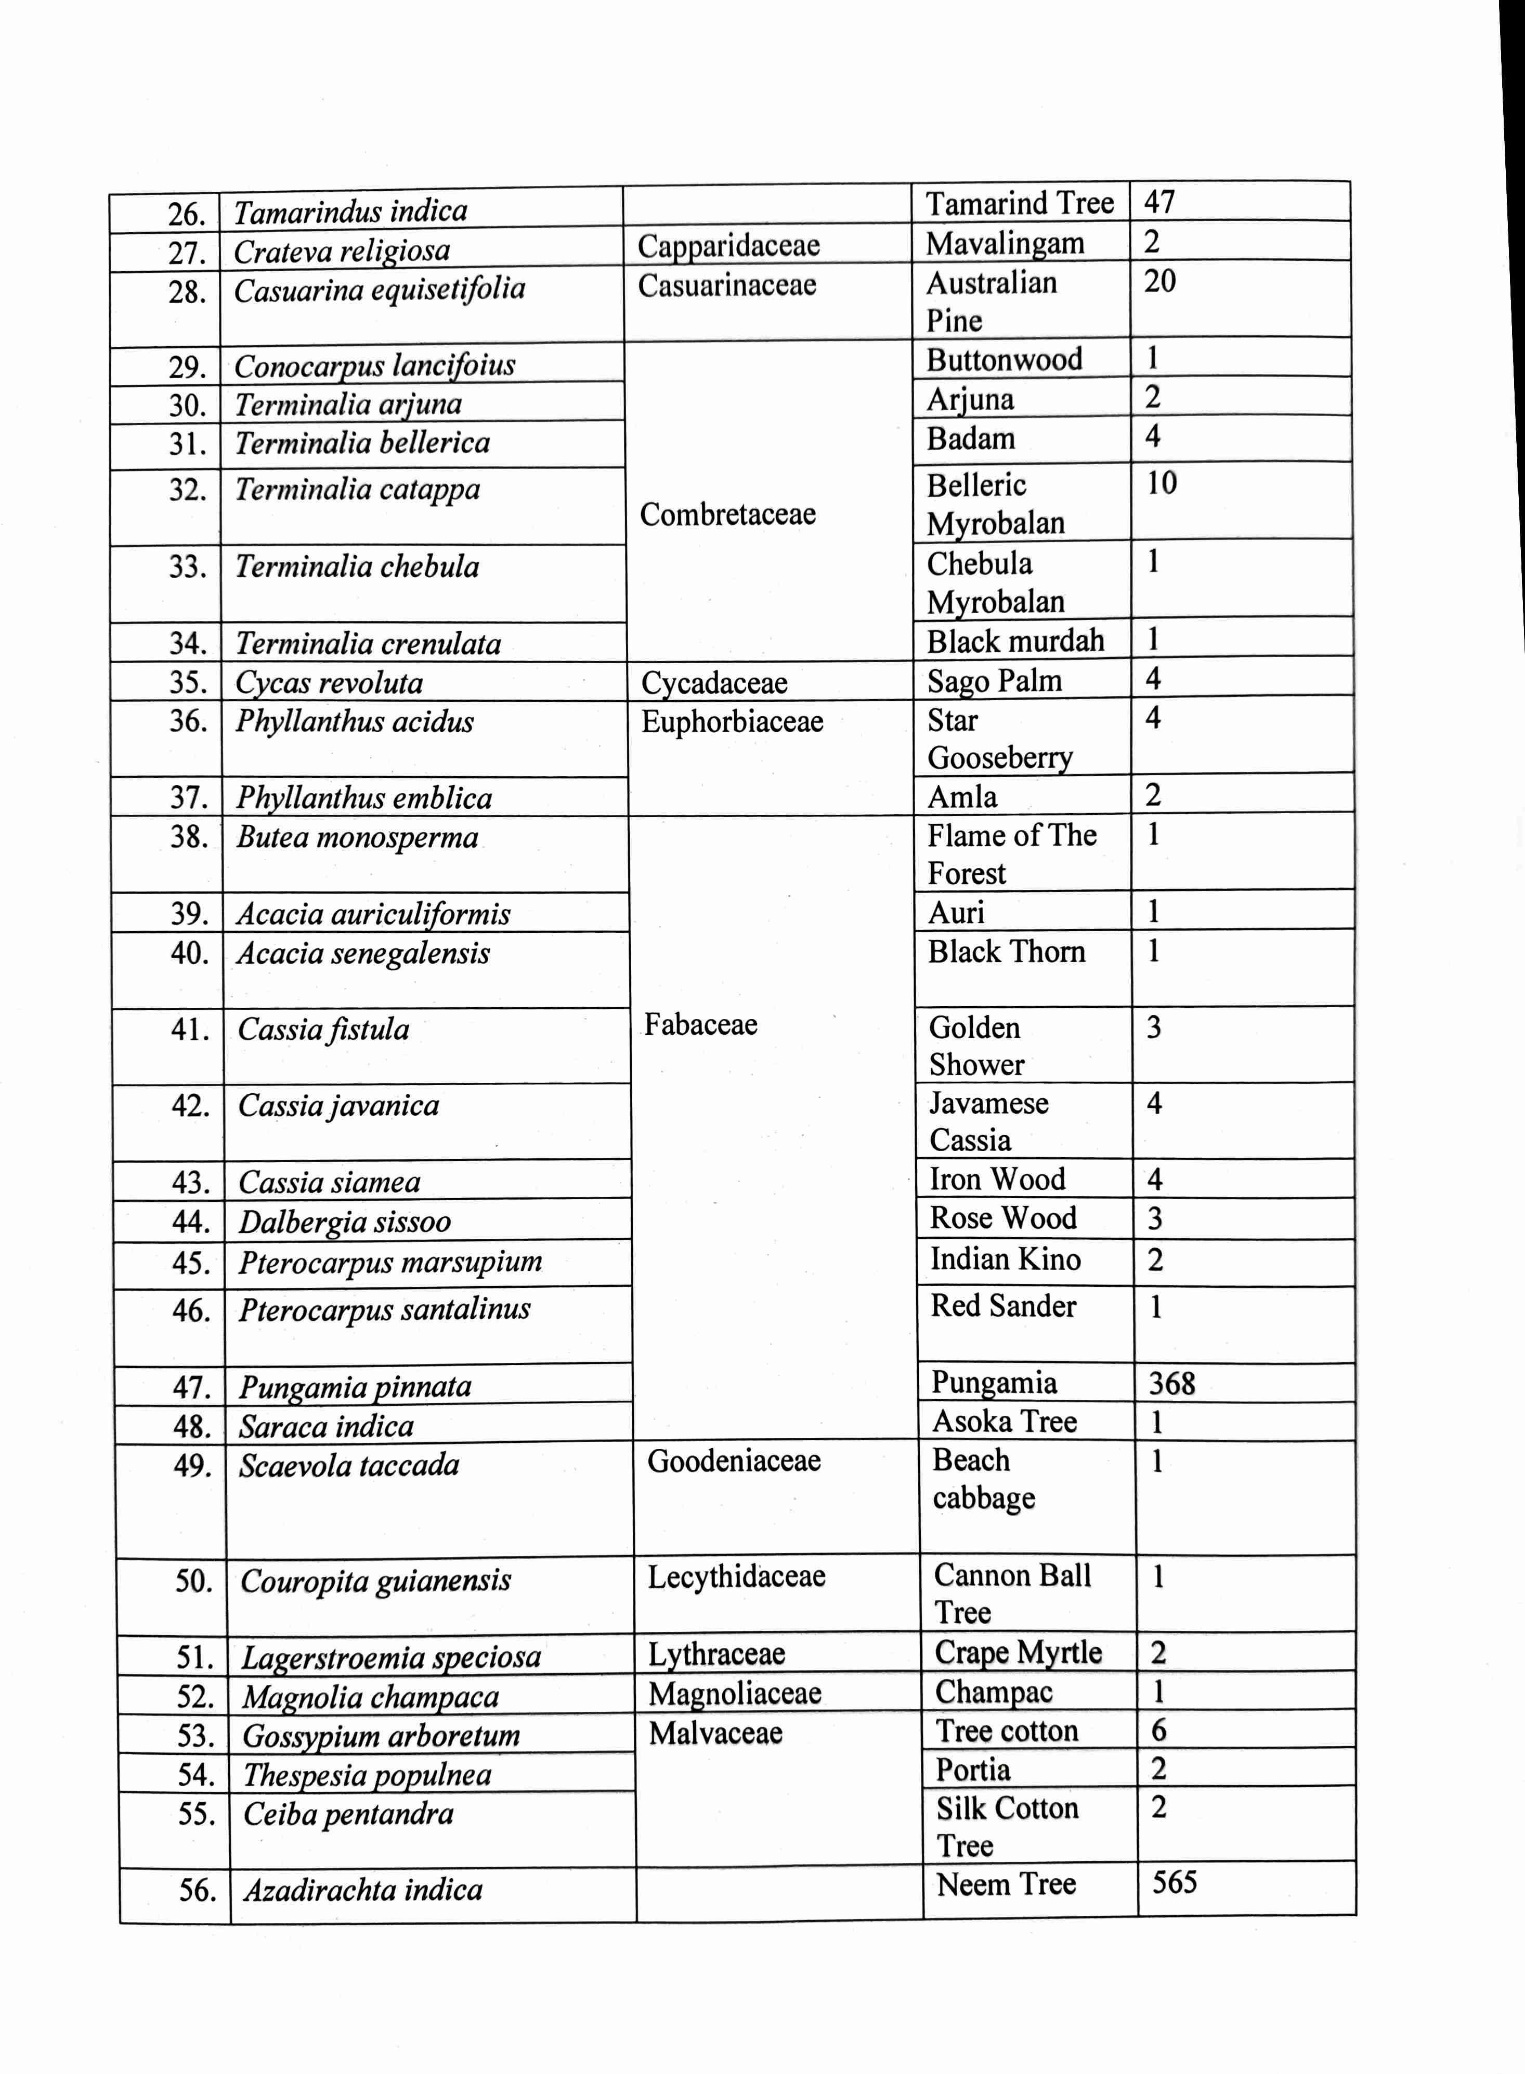 26. Tamarindus indica Tamarind Tree 47
27. Crateva religiosa Capparidaceae Mavalingam 2
28. Casuarina equisetifolia Casuarinaceae Australian 20
Pine
29. Conocarpus lancifoius Buttonwood 1
30. Terminalia arjuna Arjuna 2
31. Terminalia bellerica Badam 4
32. Terminalia catappa Belleric 10
Combretaceae Myrobalan
33. Terminalia chebula Chebula 1
Myrobalan
34. Terminalia crenulata Black murdah 1
35. Cycas revoluta Cycadaceae Sago Palm 4
36. Phyllanthus acidus Euphorbiaceae Star 4
Gooseberry
37. Phyllanthus emblica Amla 2
38. Butea monosperma Flame of The 1
Forest
39. Acacia auriculiformis Auri 1
40. Acacia senegalensis Black Thorn 1
41. Cassia fistula Fabaceae Golden 3
Shower
42. Cassia javanica Javamese 4
Cassia
43. Cassia siamea Iron Wood 4
44. Dalbergia sissoo Rose Wood 3
45. Pterocarpus marsupium Indian Kino 2
46. Pterocarpus santalinus Red Sander 1
47. Pungamia pinnata Pungamia 368
48. Saraca indica Asoka Tree 1
49. Scaevola taccada Goodeniaceae Beach 1
cabbage
50. Couropita guianensis Lecythidaceae Cannon Ball 1
Tree
51. Lagerstroemia speciosa Lythraceae Crape Myrtle 2
52. Magnolia champaca Magnoliaceae Champac 1
53. Gossypium arboretum Malvaceae Tree cotton 6
54. Thespesia populnea Portia 2
55. Ceiba pentandra Silk Cotton 2
Tree
56. Azadirachta indica Neem Tree 565